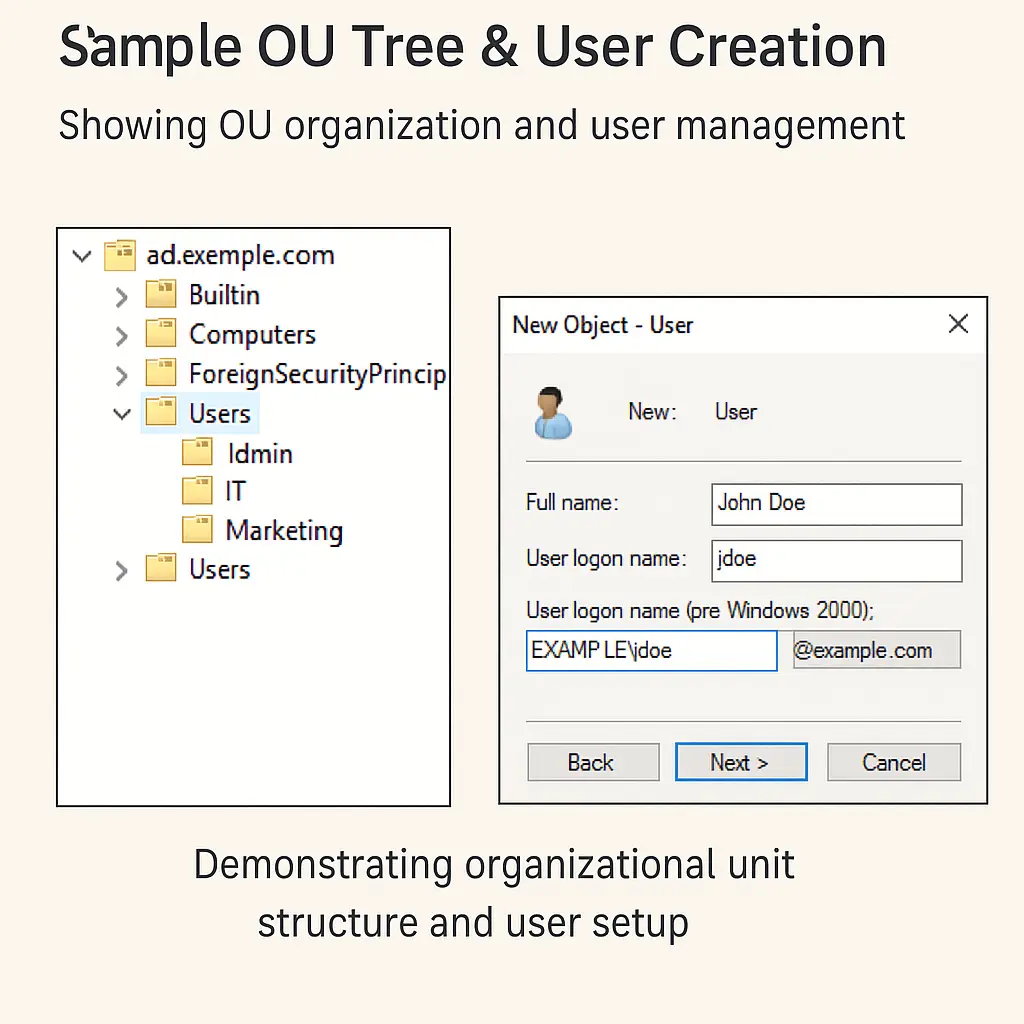 Sample OU Tree & User Creation
Showing OU organization and user management
ad.exemple.com
Builtin
Computers
ForeignSecurityPrincip
Users
Idmin
IT
Marketing
Users
New Object - User
New: User
Full name: John Doe
User logon name: jdoe
User logon name (pre Windows 2000);
EXAMPLE\jdoe @example.com
Back Next > Cancel
Demonstrating organizational unit
structure and user setup